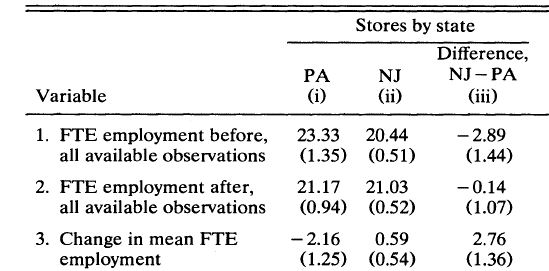 Stores by state
Difference,
PA NJ NJ − PA
Variable (i) (ii) (iii)
1. FTE employment before, 23.33 20.44 −2.89
all available observations (1.35) (0.51) (1.44)
2. FTE employment after, 21.17 21.03 −0.14
all available observations (0.94) (0.52) (1.07)
3. Change in mean FTE −2.16 0.59 2.76
employment (1.25) (0.54) (1.36)